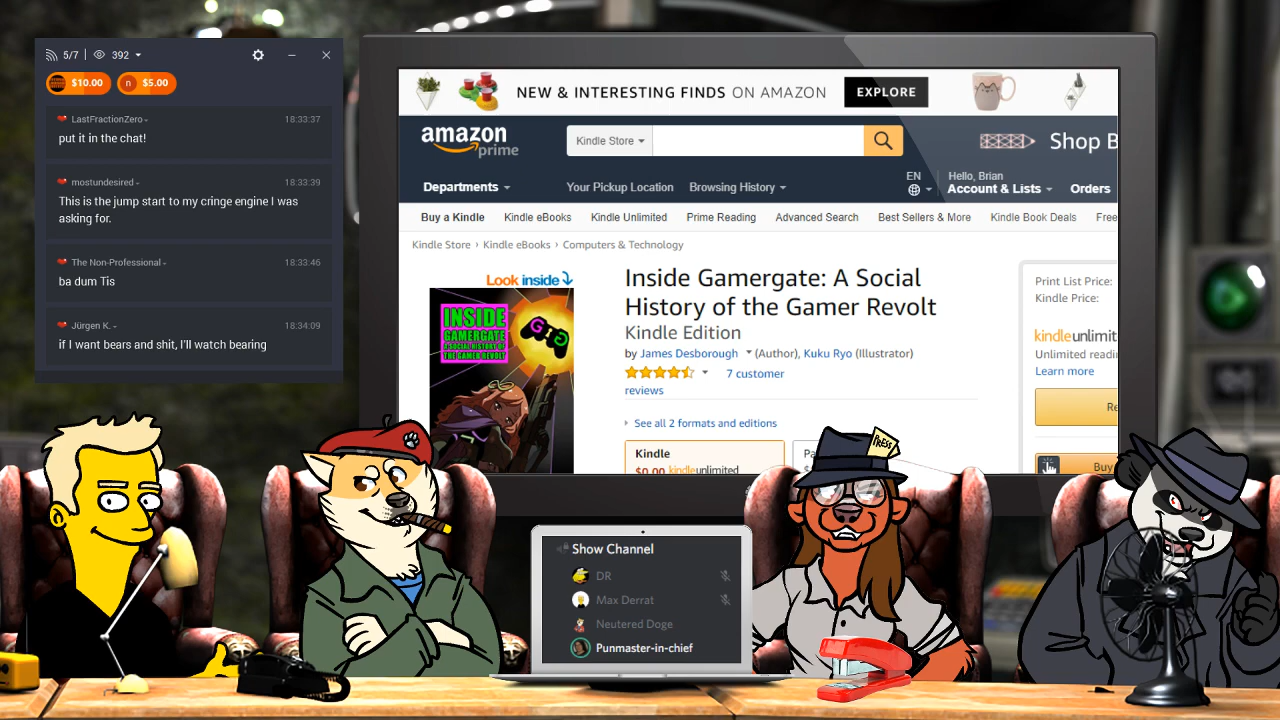 5/7 392
$10.00 n $5.00
LastFractionZero 18:33:37
put it in the chat!
mostundesired 18:33:39
This is the jump start to my cringe engine I was
asking for.
The Non-Professional 18:33:46
ba dum Tis
Jürgen K. 18:34:09
if I want bears and shit, I'll watch bearing
NEW & INTERESTING FINDS ON AMAZON EXPLORE
amazon
prime
Kindle Store
Shop B
Departments Your Pickup Location Browsing History
EN
Hello, Brian
Account & Lists Orders
Buy a Kindle Kindle eBooks Kindle Unlimited Prime Reading Advanced Search Best Sellers & More Kindle Book Deals Free
Kindle Store › Kindle eBooks › Computers & Technology
Look inside
INSIDE
GAMERGATE
A SOCIAL
HISTORY OF
THE GAMER REVOLT
Inside Gamergate: A Social
History of the Gamer Revolt
Kindle Edition
by James Desborough (Author), Kuku Ryo (Illustrator)
7 customer
reviews
See all 2 formats and editions
Kindle
$0.00 kindleunlimited
Pa
Print List Price:
Kindle Price:
kindleunlimit
Unlimited readi
Learn more
Re
Buy
PRESS
Show Channel
DR
Max Derrat
Neutered Doge
Punmaster-in-chief